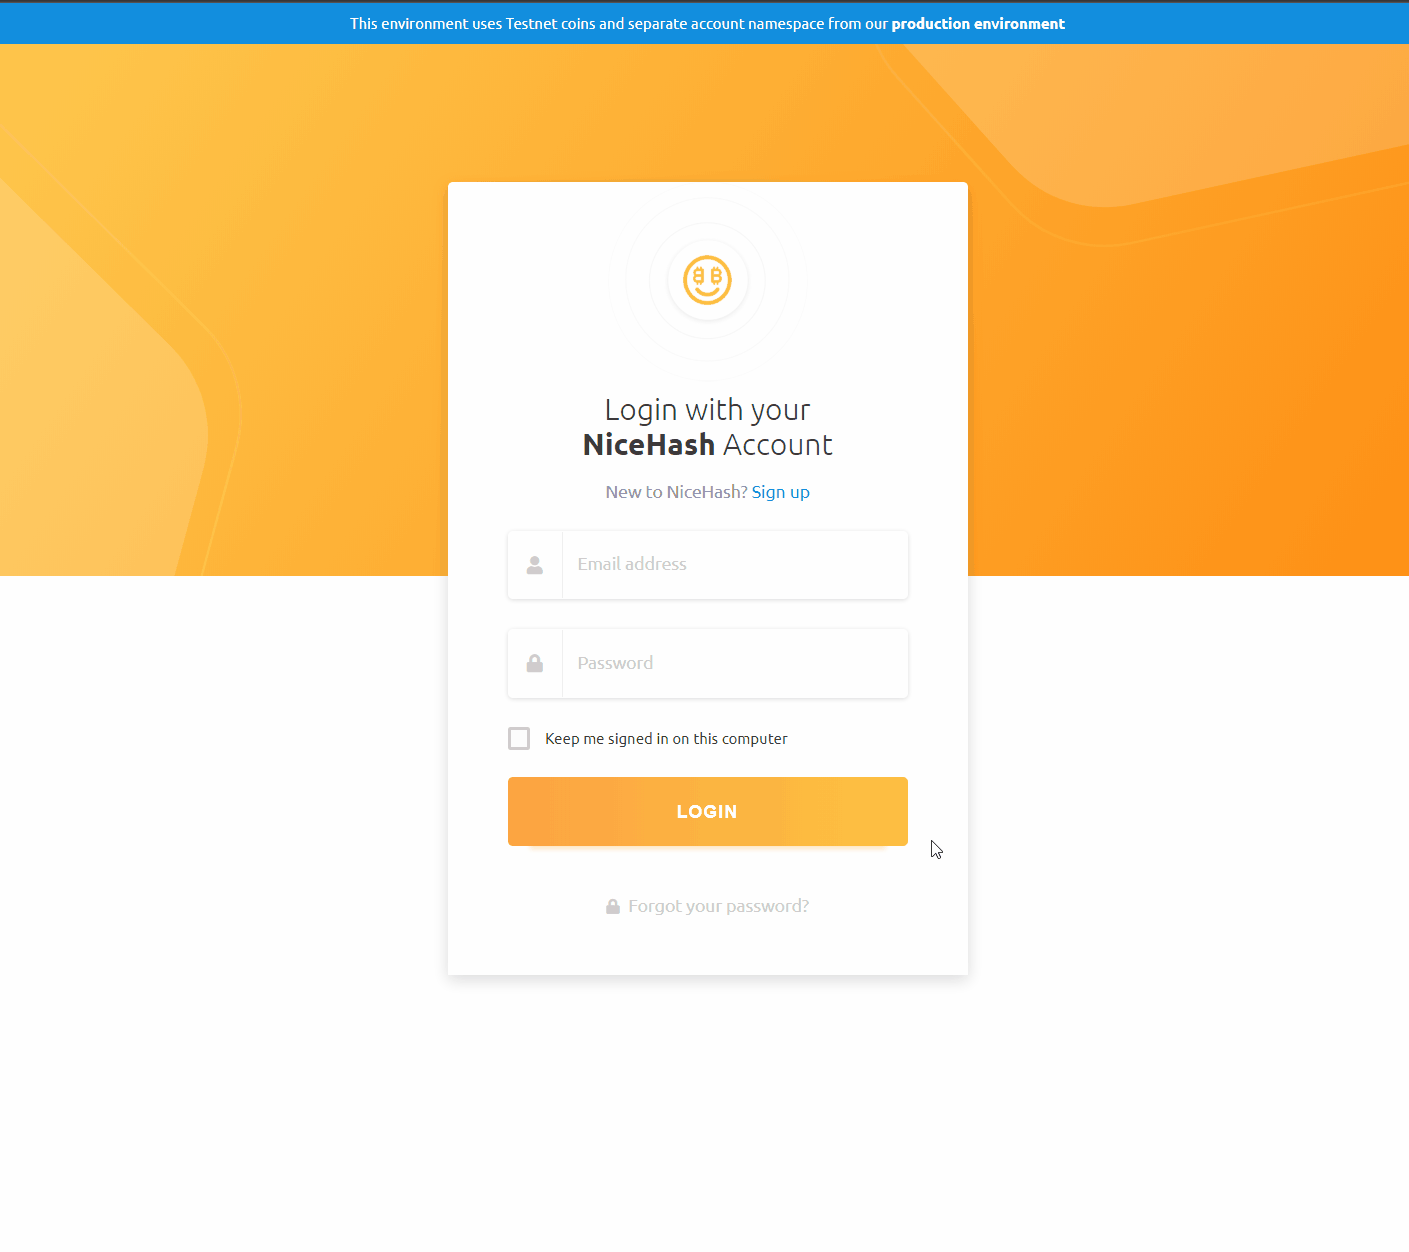 This environment uses Testnet coins and separate account namespace from our production environment
Login with your
NiceHash Account
New to NiceHash? Sign up
Email address
Password
Keep me signed in on this computer
LOGIN
Forgot your password?